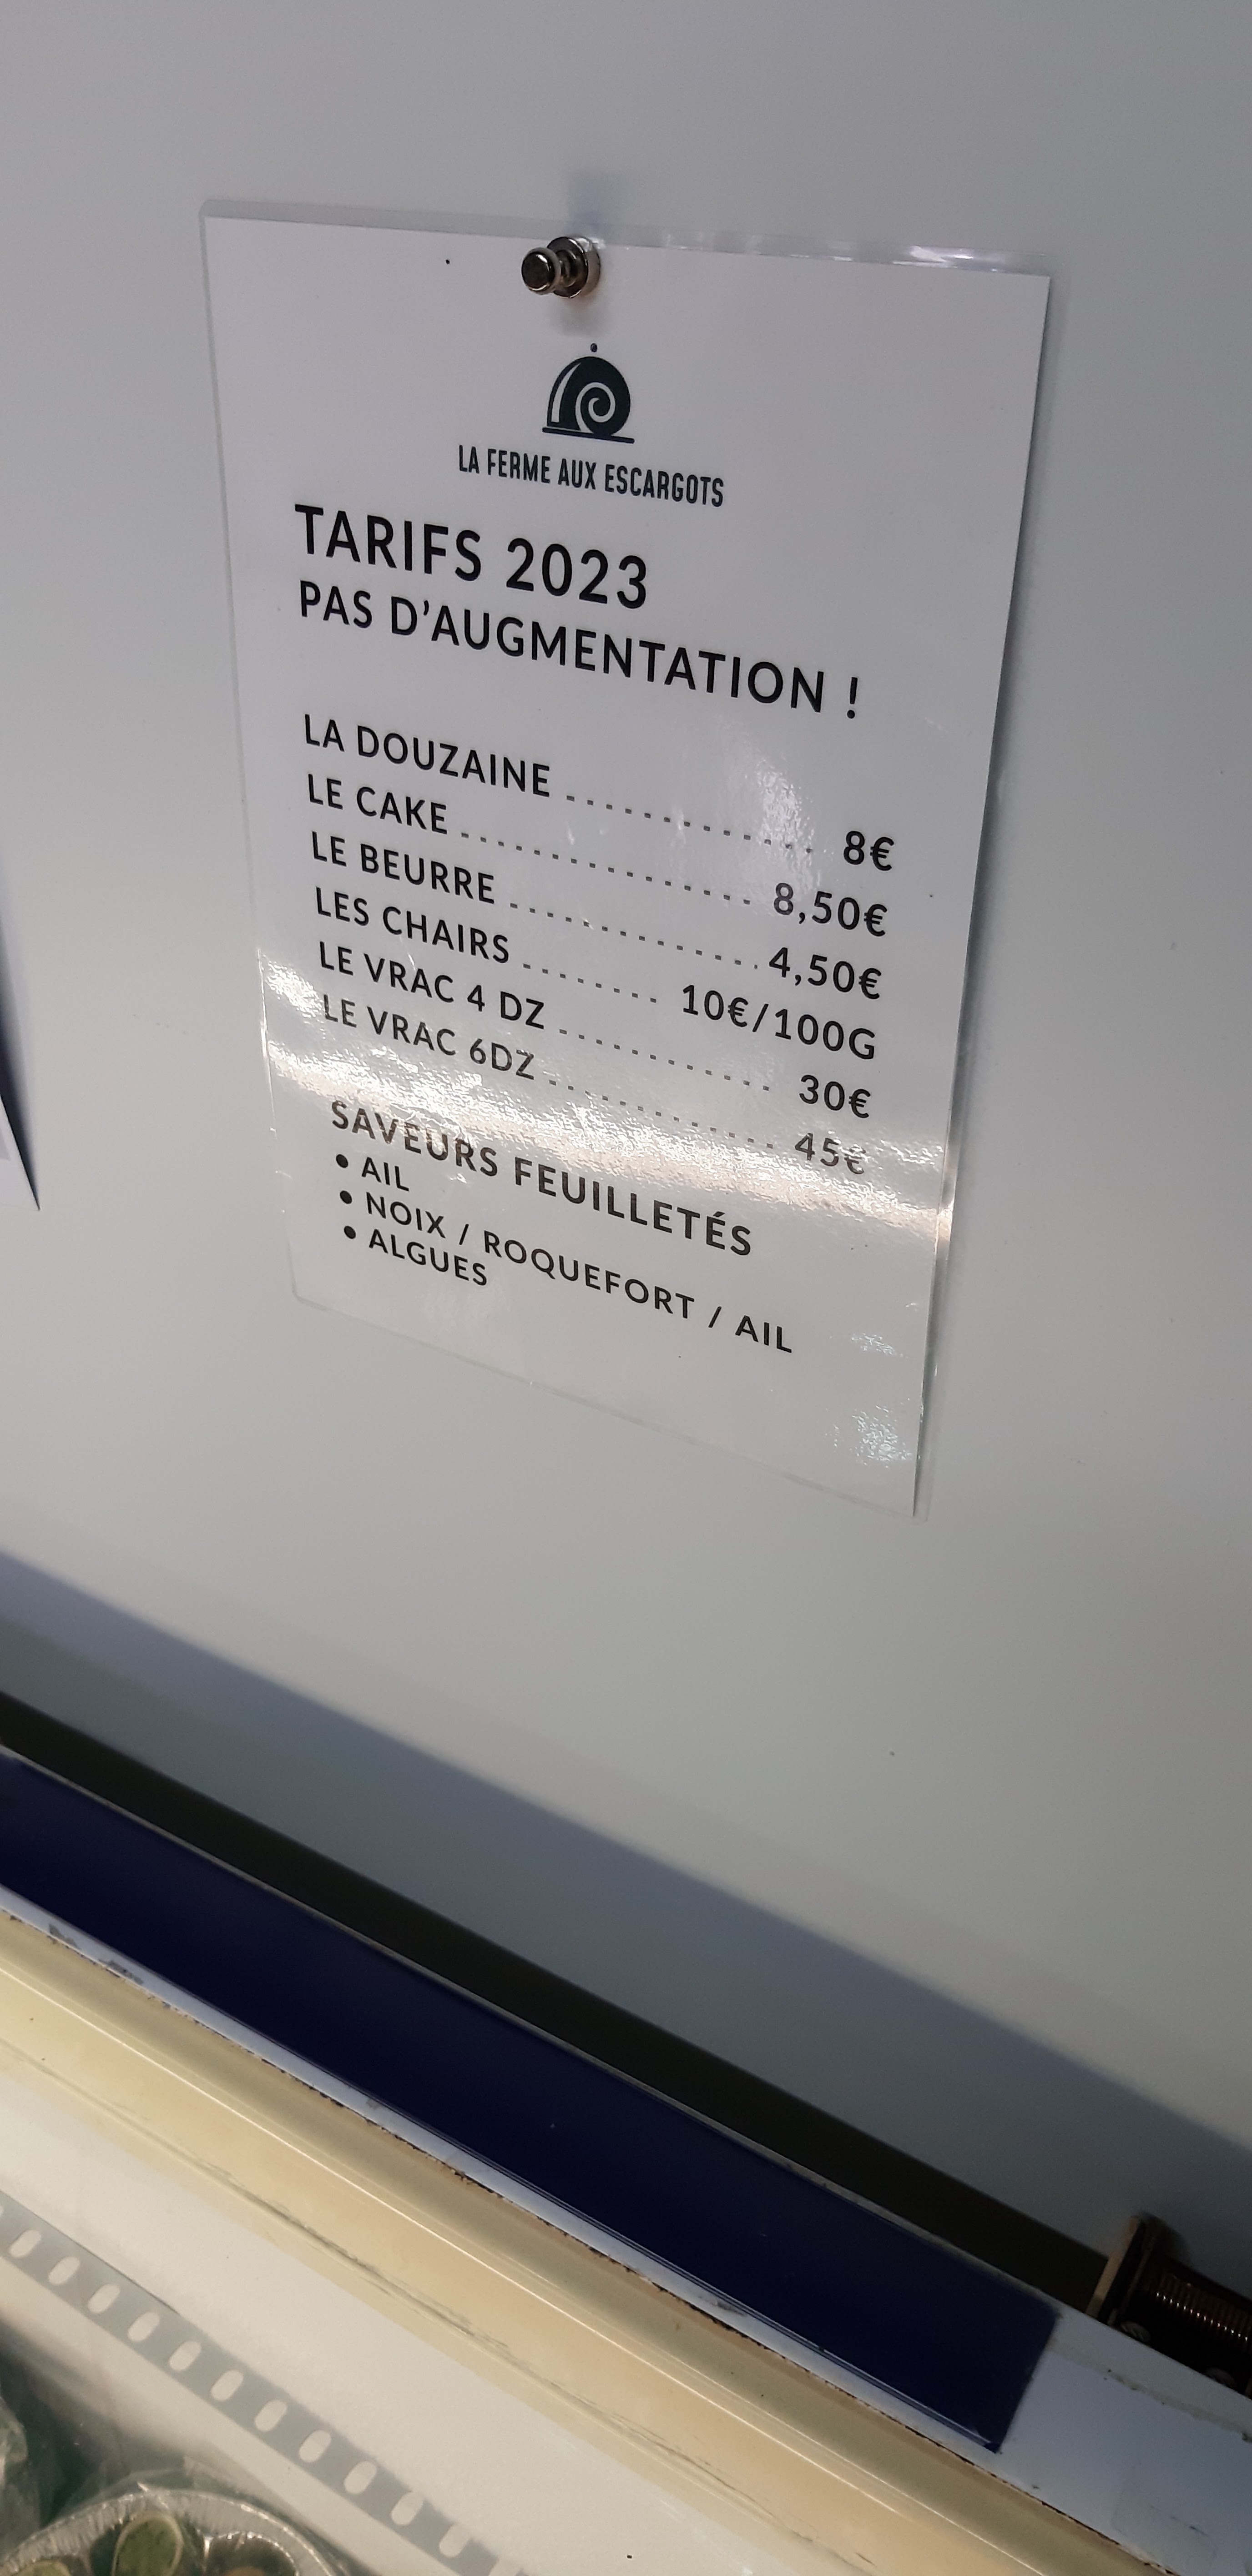 LA FERME AUX ESCARGOTS
TARIFS 2023
PAS D'AUGMENTATION !
LA DOUZAINE ............... 8€
LE CAKE .................... 8,50€
LE BEURRE ................. 4,50€
LES CHAIRS ......... 10€/100G
LE VRAC 4 DZ .............. 30€
LE VRAC 6DZ ............... 45€
SAVEURS FEUILLETÉS
• AIL
• NOIX / ROQUEFORT / AIL
• ALGUES